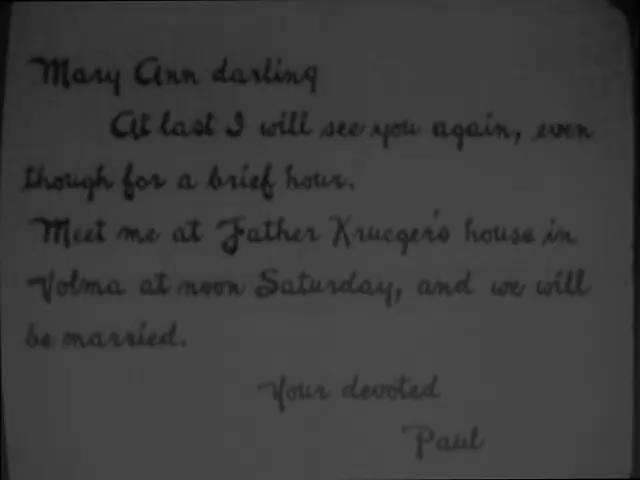 Mary Ann darling
At last I will see you again, even
though for a brief hour.
Meet me at Father Krueger's house in
Volma at noon Saturday, and we will
be married.
Your devoted
Paul